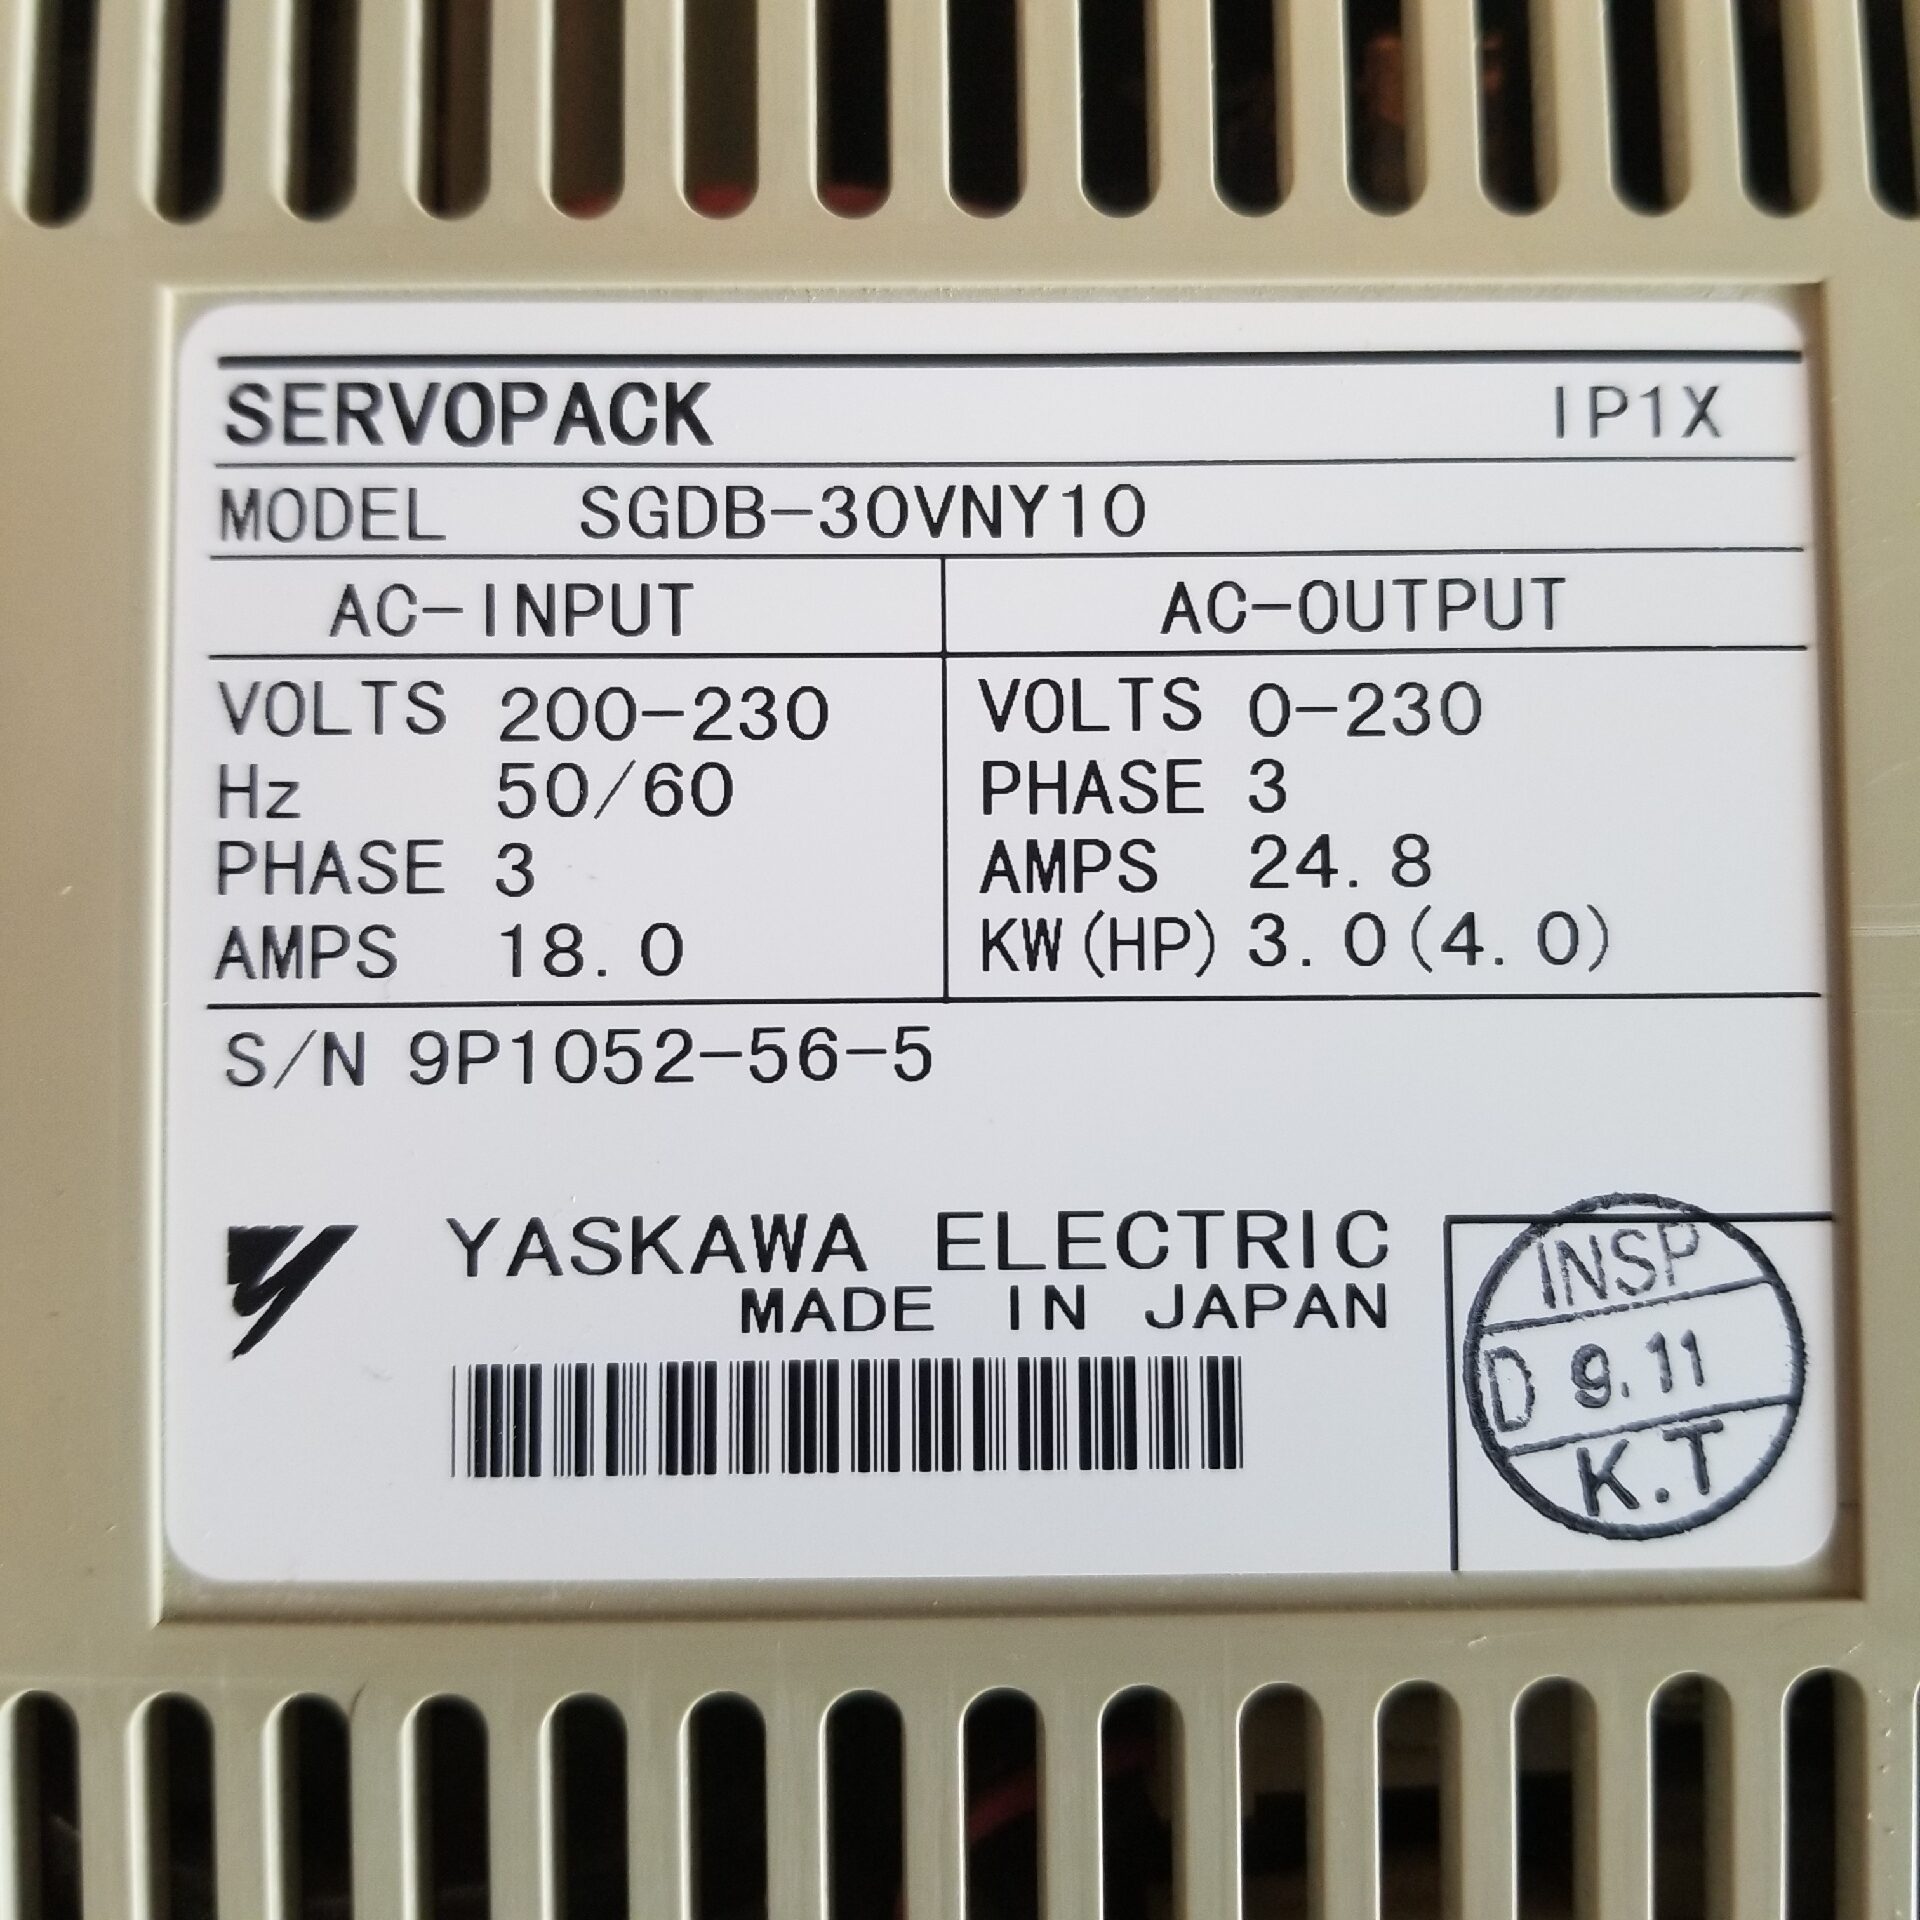 SERVOPACK IP1X
MODEL SGDB-30VNY10
AC-INPUT AC-OUTPUT
VOLTS 200-230 VOLTS 0-230
Hz 50/60 PHASE 3
PHASE 3 AMPS 24.8
AMPS 18.0 KW(HP) 3.0(4.0)
S/N 9P1052-56-5
YASKAWA ELECTRIC
MADE IN JAPAN
INSP
D 9.11
K.T